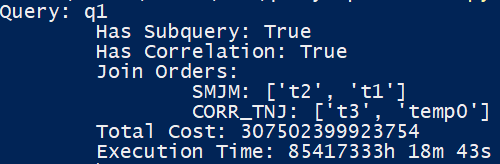 Query: q1
Has Subquery: True
Has Correlation: True
Join Orders:
SMJM: ['t2', 't1']
CORR_TNJ: ['t3', 'temp0']
Total Cost: 307502399923754
Execution Time: 85417333h 18m 43s